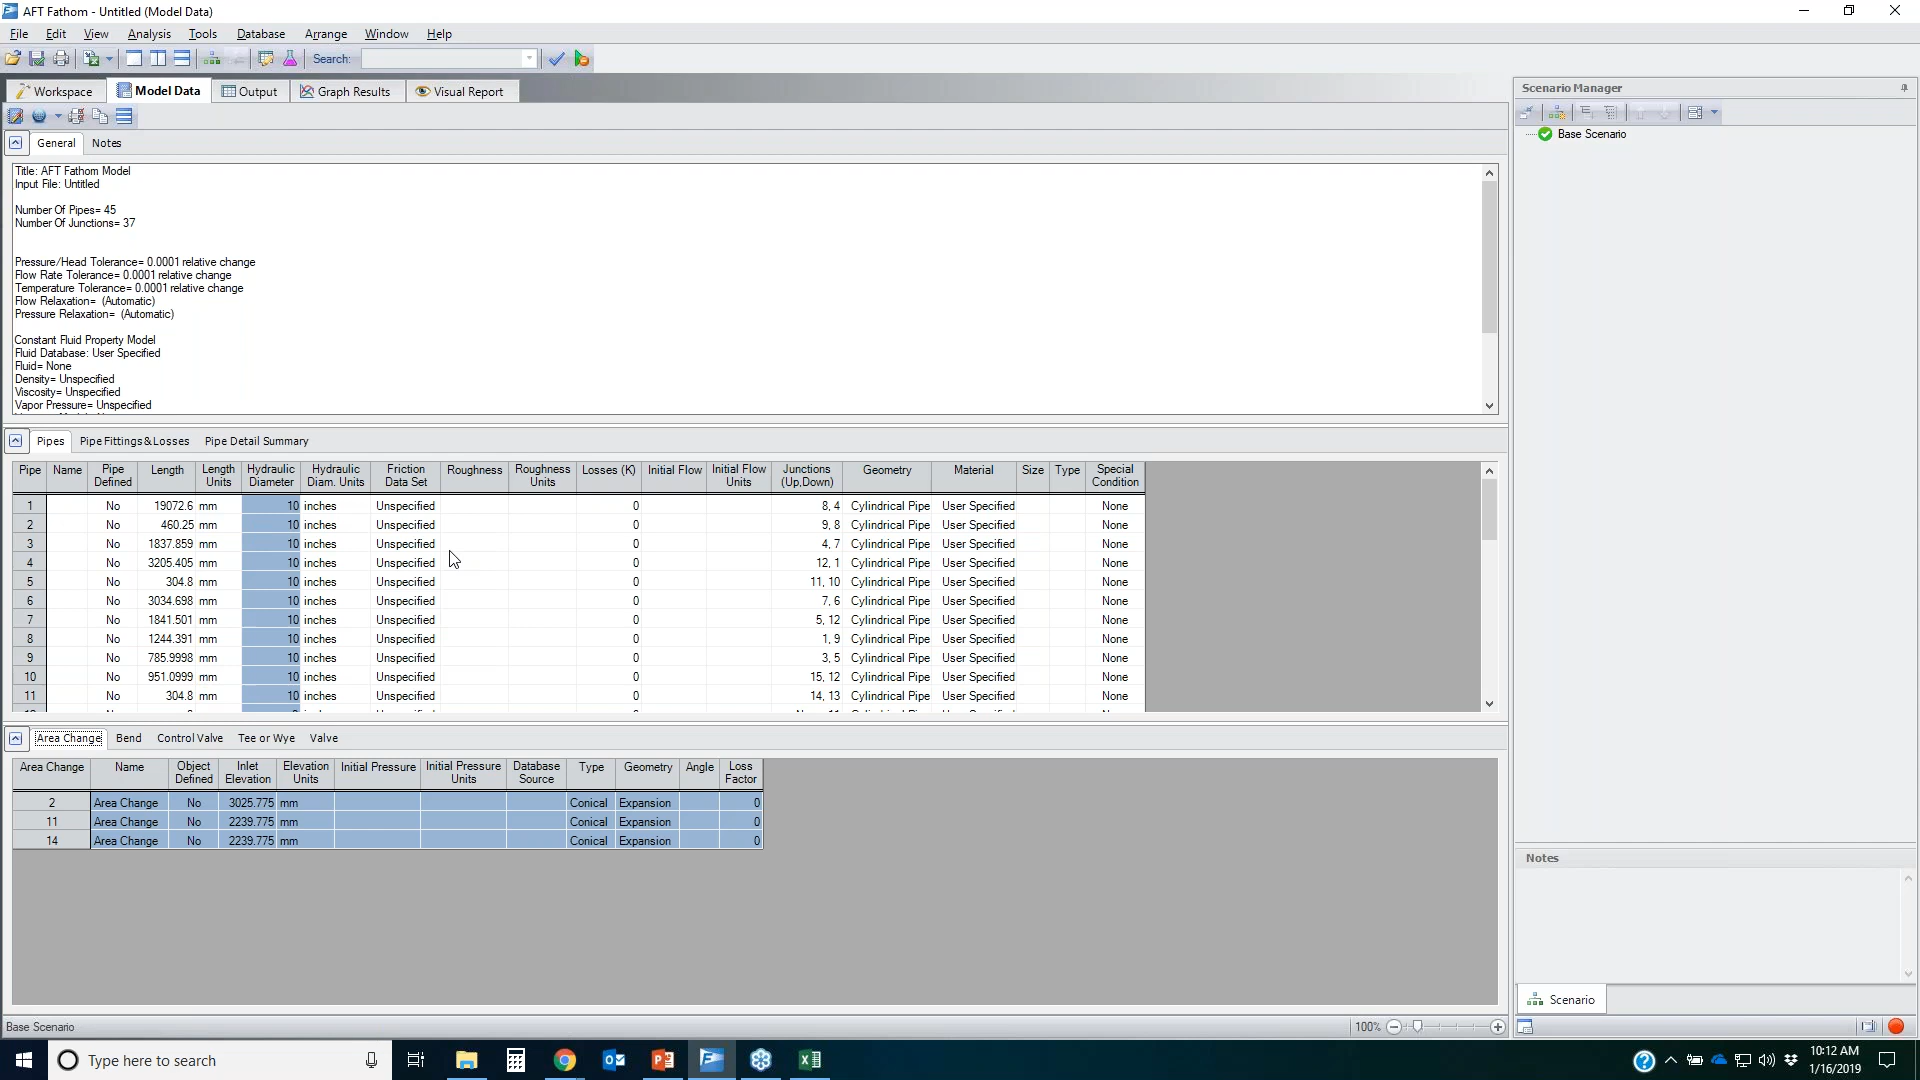 AFT Fathom - Untitled (Model Data)
File Edit View Analysis Tools Database Arrange Window Help
Search:
Workspace Model Data Output Graph Results Visual Report
General Notes
Title: AFT Fathom Model
Input File: Untitled
Number Of Pipes= 45
Number Of Junctions= 37
Pressure/Head Tolerance= 0.0001 relative change
Flow Rate Tolerance= 0.0001 relative change
Temperature Tolerance= 0.0001 relative change
Flow Relaxation= (Automatic)
Pressure Relaxation= (Automatic)
Constant Fluid Property Model
Fluid Database: User Specified
Fluid= None
Density= Unspecified
Viscosity= Unspecified
Vapor Pressure= Unspecified
Pipes Pipe Fittings & Losses Pipe Detail Summary
Pipe Name Pipe Defined Length Length Units Hydraulic Diameter Hydraulic Diam. Units Friction Data Set Roughness Roughness Units Losses (K) Initial Flow Initial Flow Units Junctions (Up,Down) Geometry Material Size Type Special Condition
1 No 19072.6 mm 10 inches Unspecified 0 8, 4 Cylindrical Pipe User Specified None
2 No 460.25 mm 10 inches Unspecified 0 9, 8 Cylindrical Pipe User Specified None
3 No 1837.859 mm 10 inches Unspecified 0 4, 7 Cylindrical Pipe User Specified None
4 No 3205.405 mm 10 inches Unspecified 0 12, 1 Cylindrical Pipe User Specified None
5 No 304.8 mm 10 inches Unspecified 0 11, 10 Cylindrical Pipe User Specified None
6 No 3034.698 mm 10 inches Unspecified 0 7, 6 Cylindrical Pipe User Specified None
7 No 1841.501 mm 10 inches Unspecified 0 5, 12 Cylindrical Pipe User Specified None
8 No 1244.391 mm 10 inches Unspecified 0 1, 9 Cylindrical Pipe User Specified None
9 No 785.9998 mm 10 inches Unspecified 0 3, 5 Cylindrical Pipe User Specified None
10 No 951.0999 mm 10 inches Unspecified 0 15, 12 Cylindrical Pipe User Specified None
11 No 304.8 mm 10 inches Unspecified 0 14, 13 Cylindrical Pipe User Specified None
Area Change Bend Control Valve Tee or Wye Valve
Area Change Name Object Defined Inlet Elevation Elevation Units Initial Pressure Initial Pressure Units Database Source Type Geometry Angle Loss Factor
2 Area Change No 3025.775 mm Conical Expansion 0
11 Area Change No 2239.775 mm Conical Expansion 0
14 Area Change No 2239.775 mm Conical Expansion 0
Scenario Manager
Base Scenario
Notes
Scenario
Base Scenario
100%
Type here to search
10:12 AM
1/16/2019